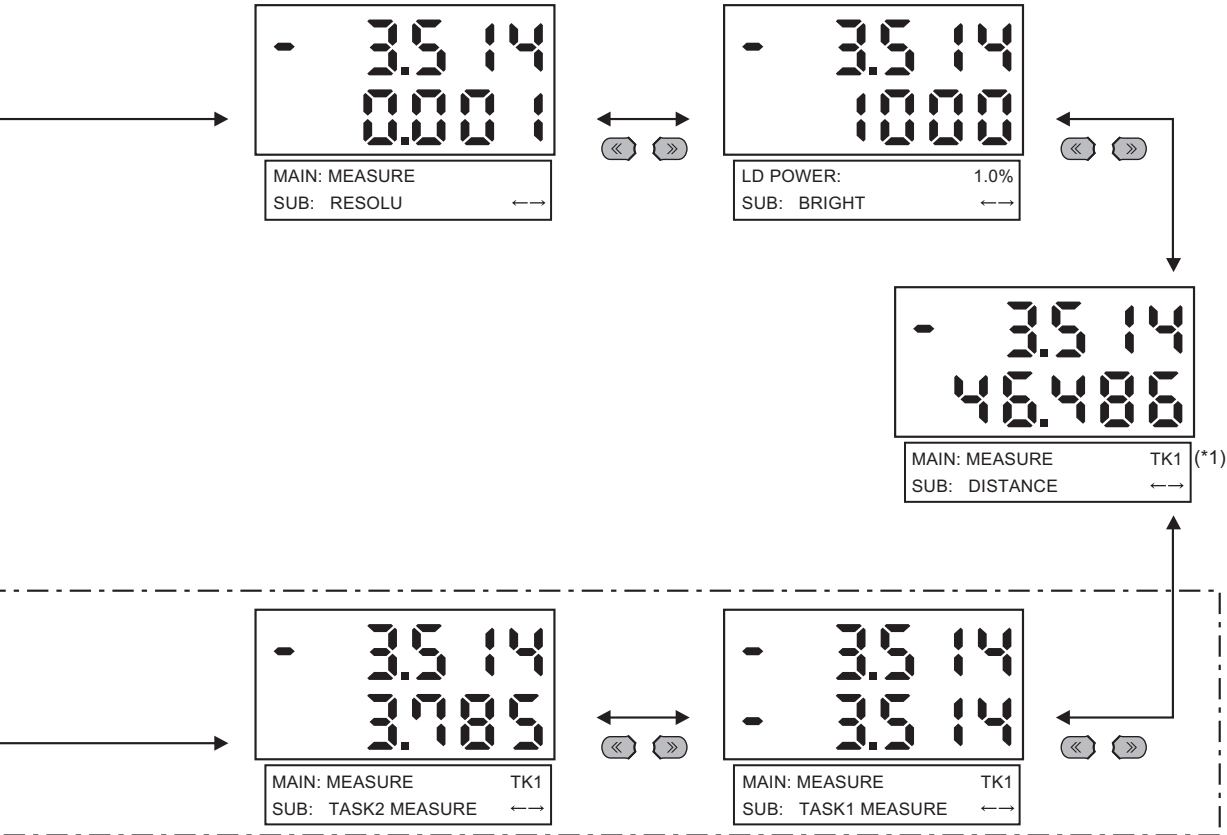 - 3.514
0.001
MAIN: MEASURE
SUB: RESOLU ←→
- 3.514
1000
LD POWER: 1.0%
SUB: BRIGHT ←→
- 3.514
46.486
MAIN: MEASURE TK1 (*1)
SUB: DISTANCE ←→
- 3.514
3.785
MAIN: MEASURE TK1
SUB: TASK2 MEASURE ←→
- 3.514
- 3.514
MAIN: MEASURE TK1
SUB: TASK1 MEASURE ←→